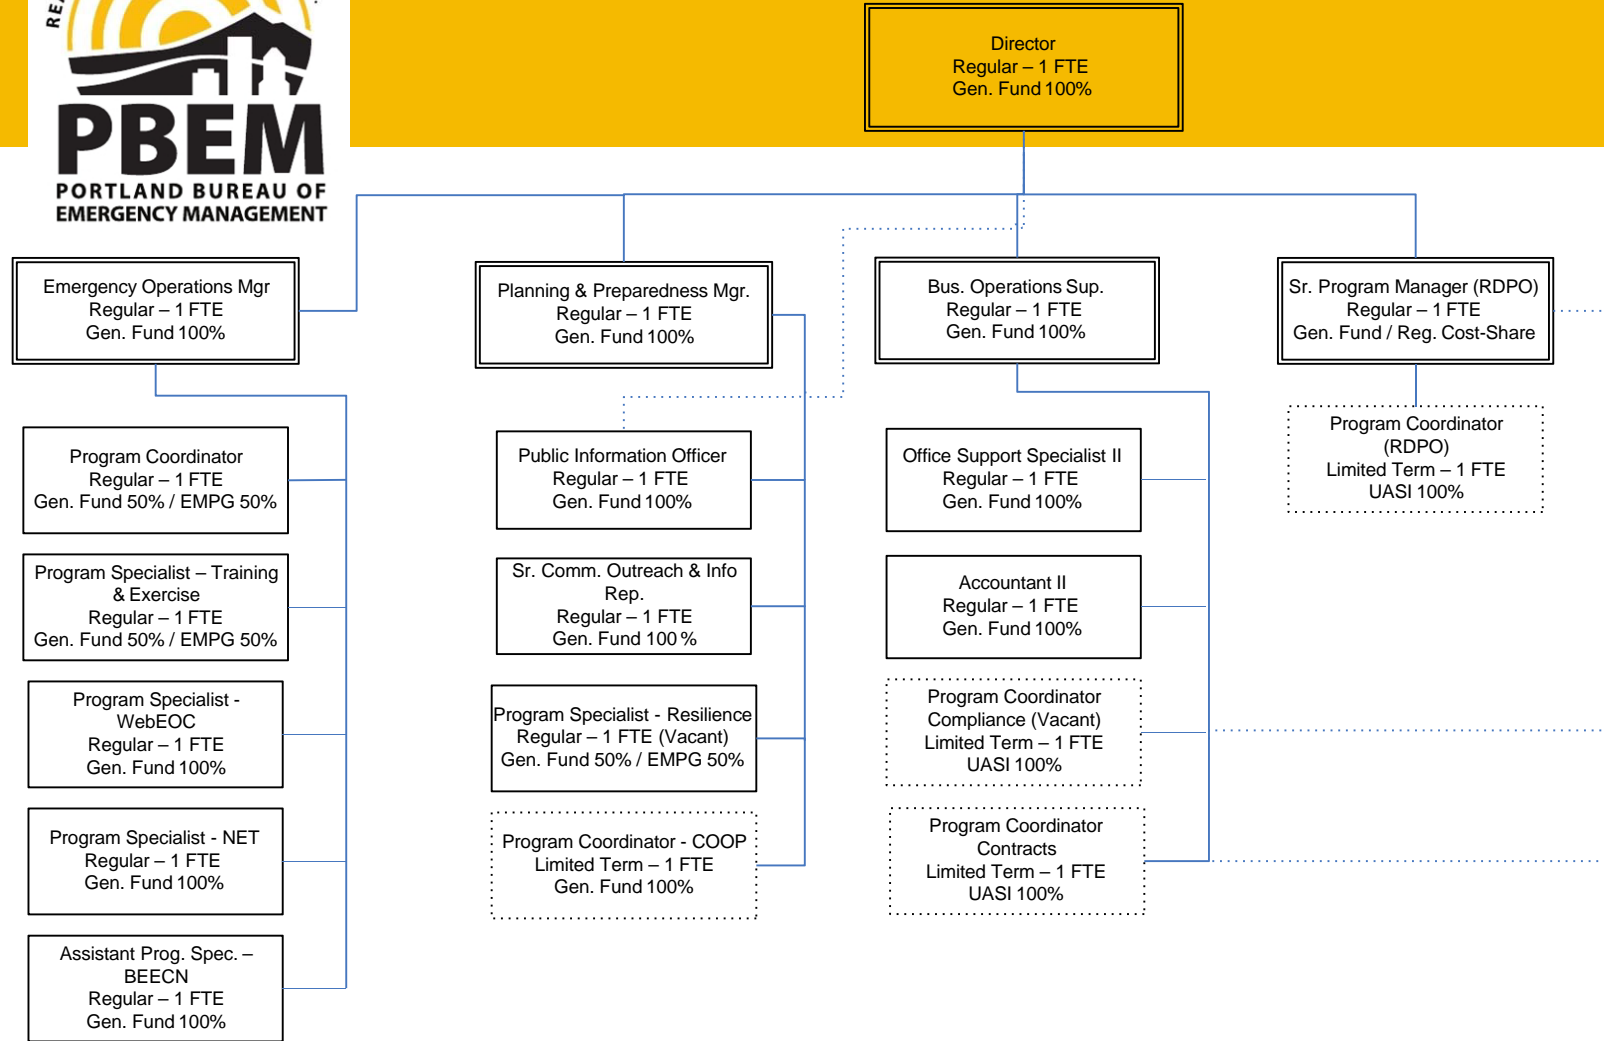 PBEM
PORTLAND BUREAU OF
EMERGENCY MANAGEMENT
Director
Regular – 1 FTE
Gen. Fund 100%
Emergency Operations Mgr
Regular – 1 FTE
Gen. Fund 100%
Planning & Preparedness Mgr.
Regular – 1 FTE
Gen. Fund 100%
Bus. Operations Sup.
Regular – 1 FTE
Gen. Fund 100%
Sr. Program Manager (RDPO)
Regular – 1 FTE
Gen. Fund / Reg. Cost-Share
Program Coordinator
Regular – 1 FTE
Gen. Fund 50% / EMPG 50%
Program Specialist – Training
& Exercise
Regular – 1 FTE
Gen. Fund 50% / EMPG 50%
Program Specialist -
WebEOC
Regular – 1 FTE
Gen. Fund 100%
Program Specialist - NET
Regular – 1 FTE
Gen. Fund 100%
Assistant Prog. Spec. –
BEECN
Regular – 1 FTE
Gen. Fund 100%
Public Information Officer
Regular – 1 FTE
Gen. Fund 100%
Sr. Comm. Outreach & Info
Rep.
Regular – 1 FTE
Gen. Fund 100 %
Program Specialist - Resilience
Regular – 1 FTE (Vacant)
Gen. Fund 50% / EMPG 50%
Program Coordinator - COOP
Limited Term – 1 FTE
Gen. Fund 100%
Office Support Specialist II
Regular – 1 FTE
Gen. Fund 100%
Accountant II
Regular – 1 FTE
Gen. Fund 100%
Program Coordinator
Compliance (Vacant)
Limited Term – 1 FTE
UASI 100%
Program Coordinator
Contracts
Limited Term – 1 FTE
UASI 100%
Program Coordinator
(RDPO)
Limited Term – 1 FTE
UASI 100%